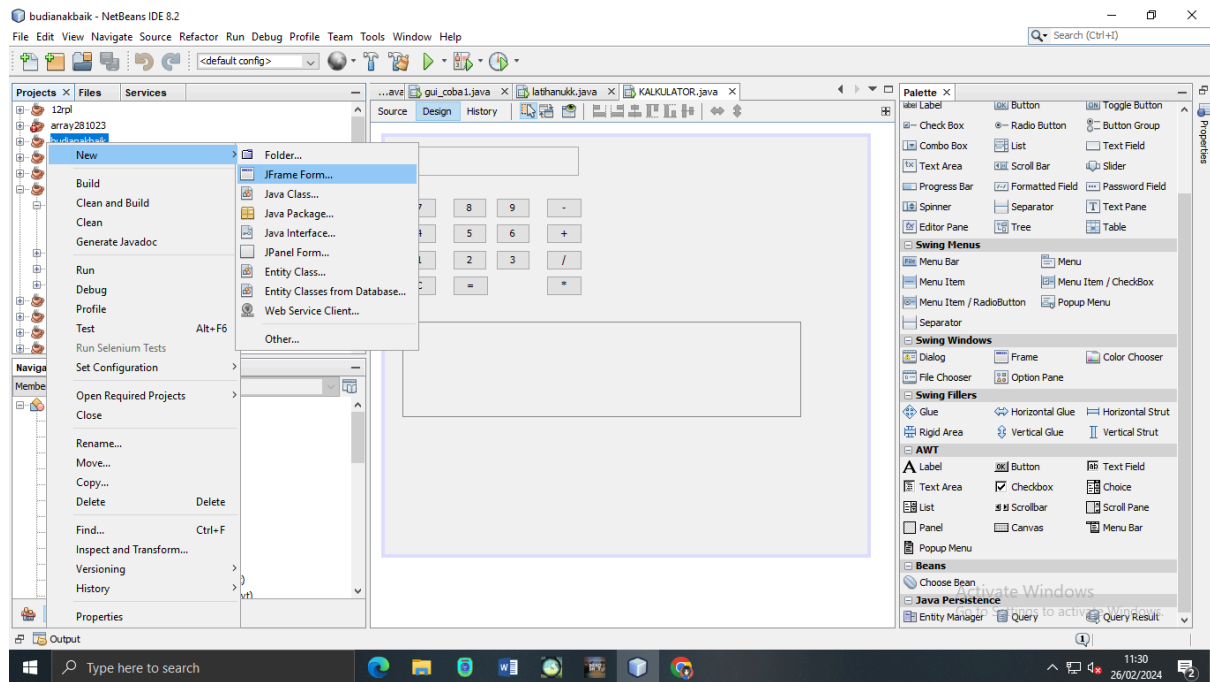 budianakbaik - NetBeans IDE 8.2
File Edit View Navigate Source Refactor Run Debug Profile Team Tools Window Help
Search (Ctrl+I)
<default config>
Projects Files Services
12rpl
array281023
budianakbaik
New
Build
Clean and Build
Clean
Generate Javadoc
Run
Debug
Profile
Test Alt+F6
Run Selenium Tests
Set Configuration
Open Required Projects
Close
Rename...
Move...
Copy...
Delete Delete
Find... Ctrl+F
Inspect and Transform...
Versioning
History
Properties
Folder...
JFrame Form...
Java Class...
Java Package...
Java Interface...
JPanel Form...
Entity Class...
Entity Classes from Database...
Web Service Client...
Other...
Naviga
Membe
...ava gui_coba1.java lathanukk.java KALKULATOR.java
Source Design History
8 9 -
5 6 +
2 3 /
= *
Palette
Label Button Toggle Button
Check Box Radio Button Button Group
Combo Box List Text Field
Text Area Scroll Bar Slider
Progress Bar Formatted Field Password Field
Spinner Separator Text Pane
Editor Pane Tree Table
Swing Menus
Menu Bar Menu
Menu Item Menu Item / CheckBox
Menu Item / RadioButton Popup Menu
Separator
Swing Windows
Dialog Frame Color Chooser
File Chooser Option Pane
Swing Fillers
Glue Horizontal Glue Horizontal Strut
Rigid Area Vertical Glue Vertical Strut
AWT
Label Button Text Field
Text Area Checkbox Choice
List Scrollbar Scroll Pane
Panel Canvas Menu Bar
Popup Menu
Beans
Choose Bean
Java Persistence
Entity Manager Query Query Result
Activate Windows
Go to Settings to activate Windows.
Properties
Output
1
Type here to search
11:30
26/02/2024
2